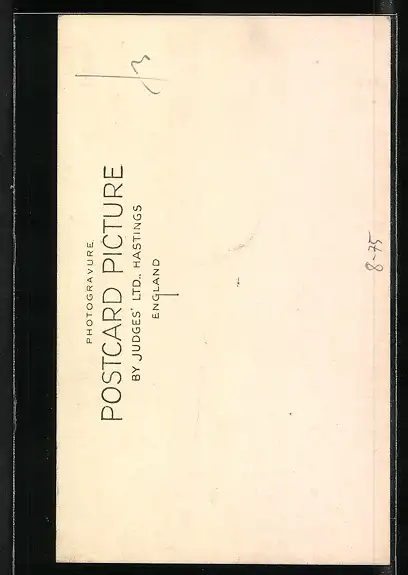 PHOTOGRAVURE
POSTCARD PICTURE
BY JUDGES' LTD., HASTINGS
ENGLAND
8-75